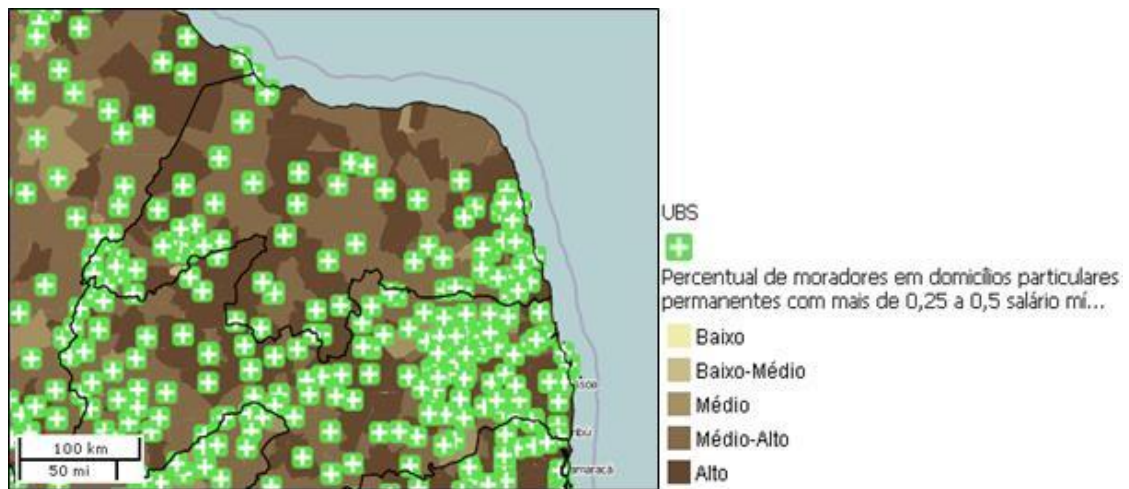 100 km
50 mi
UBS
Percentual de moradores em domicílios particulares
permanentes com mais de 0,25 a 0,5 salário mí...
Baixo
Baixo-Médio
Médio
Médio-Alto
Alto